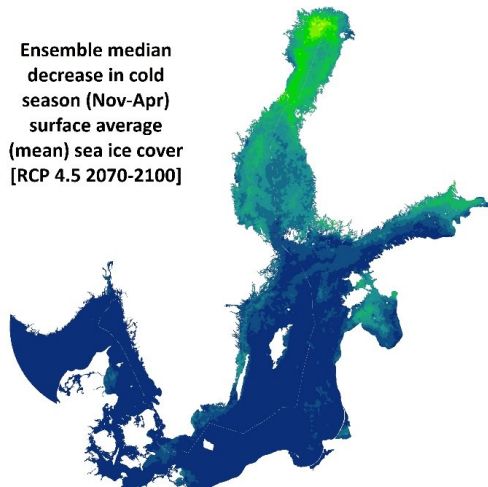 Ensemble median
decrease in cold
season (Nov-Apr)
surface average
(mean) sea ice cover
[RCP 4.5 2070-2100]